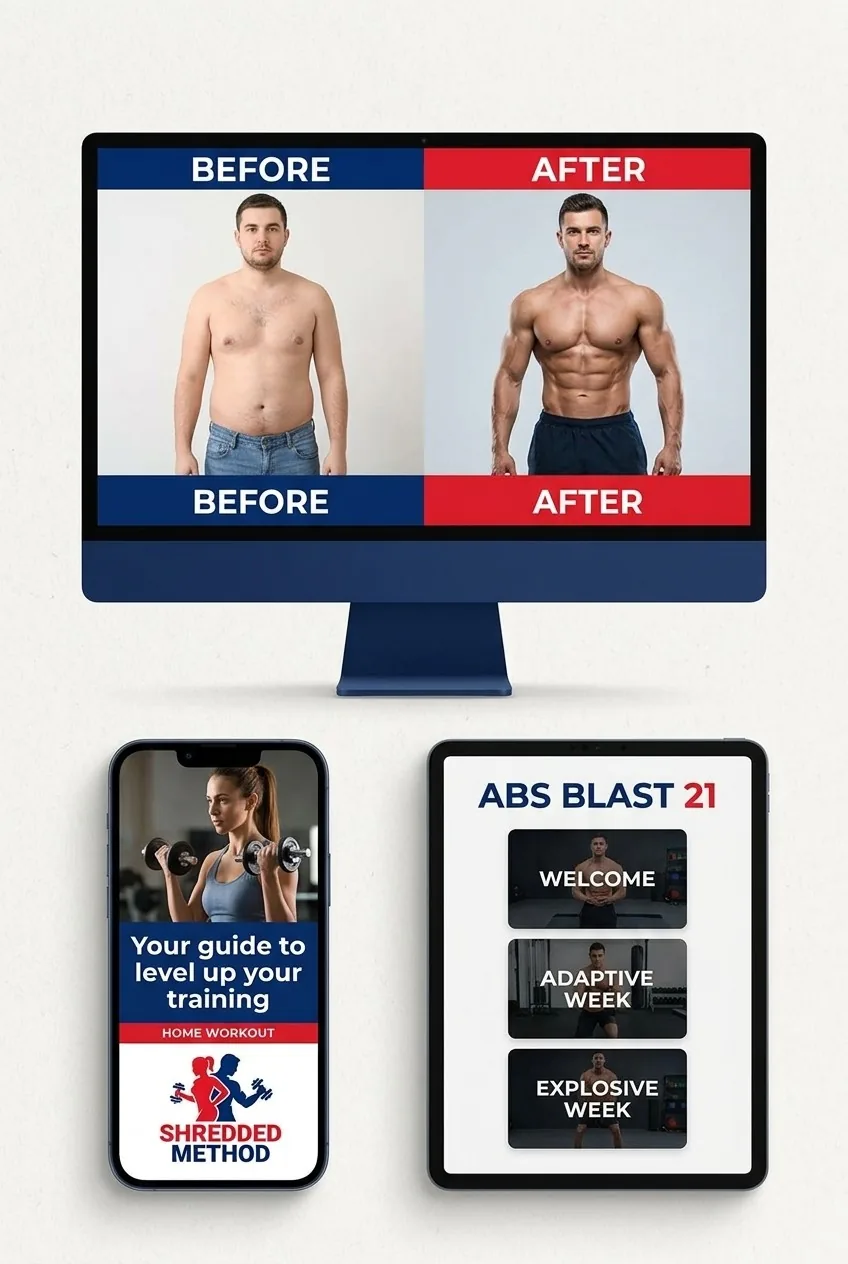 BEFORE
AFTER
BEFORE
AFTER
Your guide to
level up your
training
HOME WORKOUT
SHREDDED
METHOD
ABS BLAST 21
WELCOME
ADAPTIVE
WEEK
EXPLOSIVE
WEEK